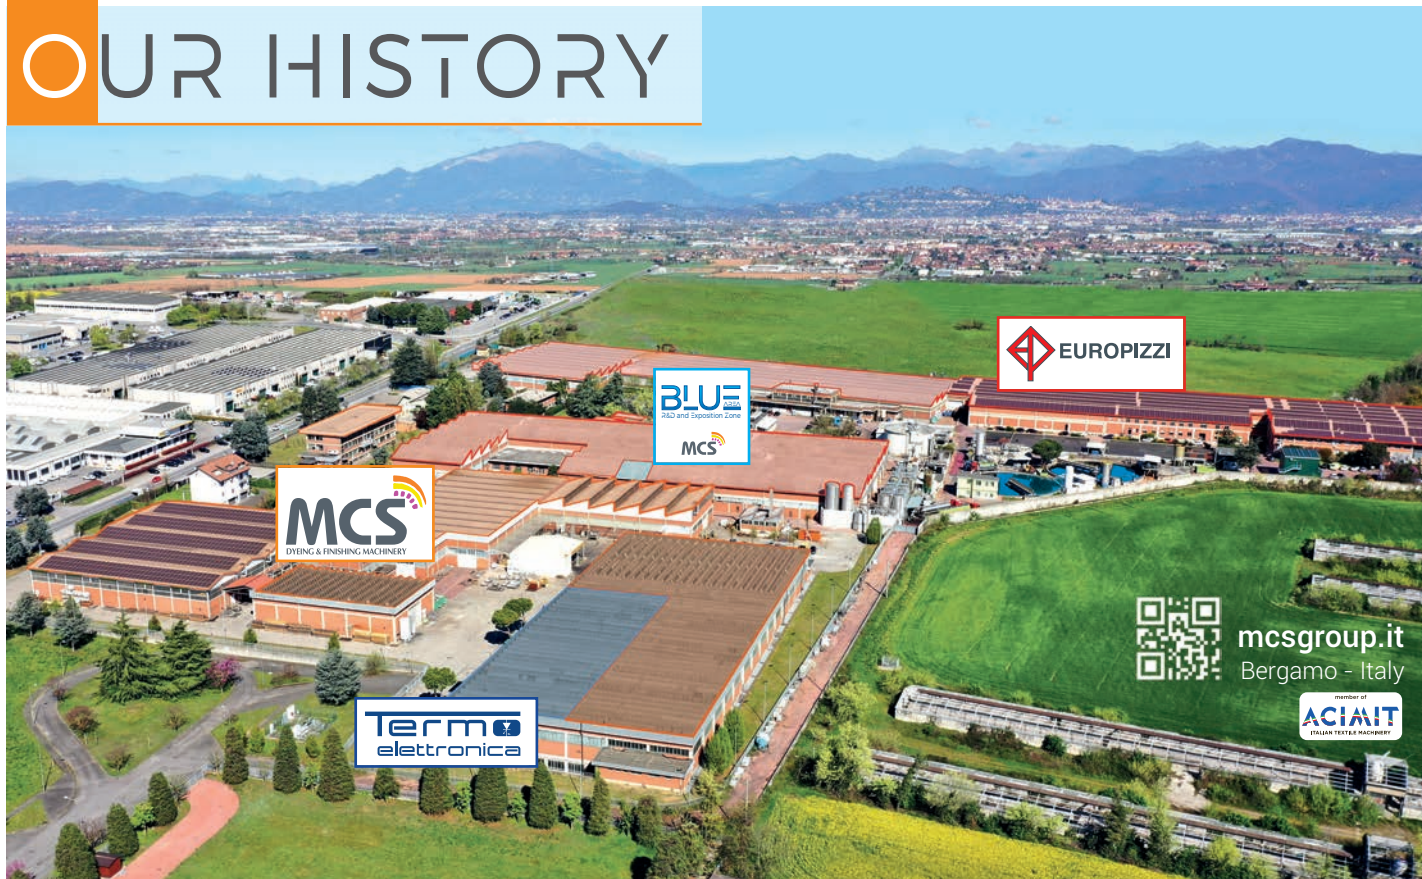 OUR HISTORY
EUROPIZZI
BLUE
AREA
R&D and Exposition Zone
MCS
MCS
DYEING & FINISHING MACHINERY
mcsgroup.it
Bergamo - Italy
member of
ACIMIT
ITALIAN TEXTILE MACHINERY
Termo
elettronica